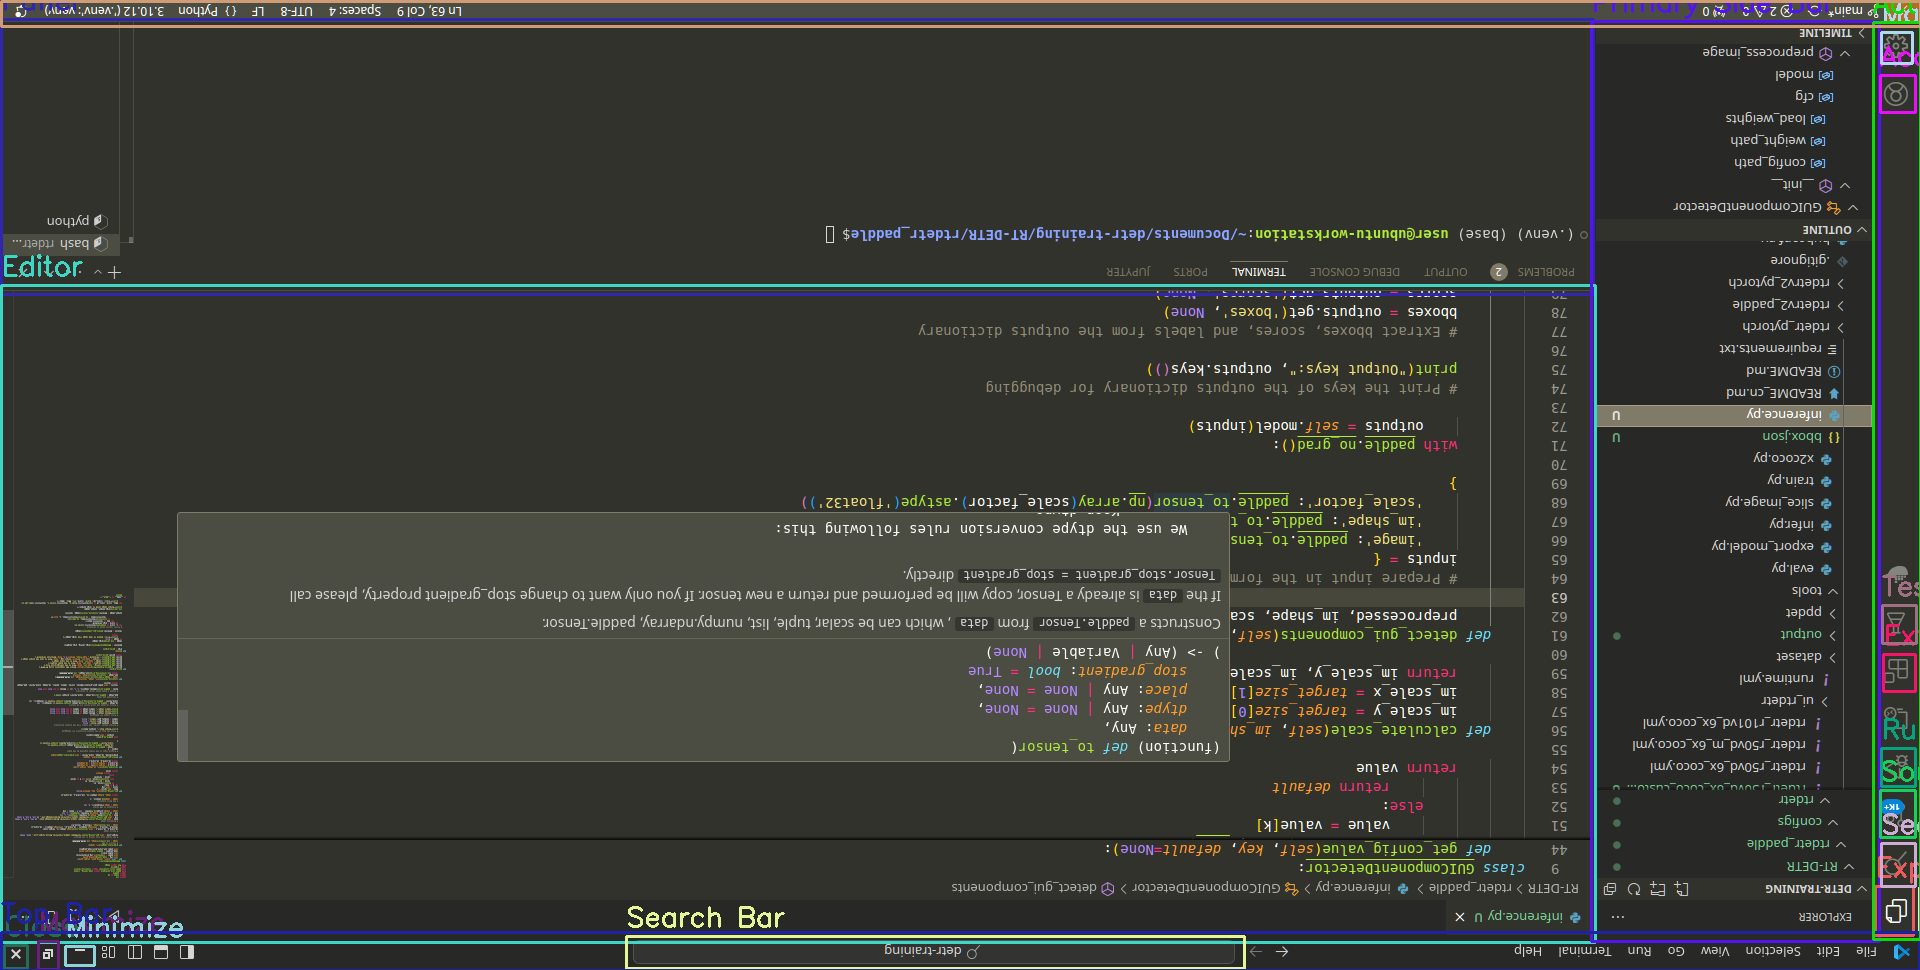 File Edit Selection View Go Run Terminal Help
detr-training
Search Bar
Minimize
EXPLORER
inference.py U
DETR-TRAINING
RT-DETR
rtdetr_paddle
configs
rtdetr
rtdetr_r50vd_6x_coco_custom...
rtdetr_r50vd_6x_coco.yml
rtdetr_r50vd_m_6x_coco.yml
rtdetr_r101vd_6x_coco.yml
ui_rtdetr
runtime.yml
dataset
output
ppdet
tools
eval.py
export_model.py
infer.py
slice_image.py
train.py
x2coco.py
bbox.json U
inference.py U
README_cn.md
README.md
requirements.txt
rtdetr_pytorch
rtdetrv2_paddle
rtdetrv2_pytorch
.gitignore
OUTLINE
GUIComponentDetector
__init__
config_path
weight_path
load_weights
cfg
model
preprocess_image
TIMELINE
RT-DETR > rtdetr_paddle > inference.py > GUIComponentDetector > detect_gui_components
9 class GUIComponentDetector:
44 def get_config_value(self, key, default=None):
51 value = value[k]
52 else:
53 return default
54 return value
55
56 def calculate_scale(self, im_sh
57 im_scale_y = target_size[0]
58 im_scale_x = target_size[1]
59 return im_scale_y, im_scale
60
61 def detect_gui_components(self,
62 preprocessed, im_shape, sca
63
64 # Prepare input in the form
65 inputs = {
66 'image': paddle.to_tens
67 'im_shape': paddle.to_t
68 'scale_factor': paddle.to_tensor(np.array(scale_factor).astype('float32'))
69 }
70
71 with paddle.no_grad():
72 outputs = self.model(inputs)
73
74 # Print the keys of the outputs dictionary for debugging
75 print("Output keys:", outputs.keys())
76
77 # Extract bboxes, scores, and labels from the outputs dictionary
78 bboxes = outputs.get('boxes', None)
(function) def to_tensor(
data: Any,
dtype: Any | None = None,
place: Any | None = None,
stop_gradient: bool = True
) -> (Any | Variable | None)
Constructs a paddle.Tensor from data , which can be scalar, tuple, list, numpy.ndarray, paddle.Tensor.
If the data is already a Tensor, copy will be performed and return a new tensor. If you only want to change stop_gradient property, please call
Tensor.stop_gradient = stop_gradient directly.
We use the dtype conversion rules following this:
Editor
PROBLEMS 2 OUTPUT DEBUG CONSOLE TERMINAL PORTS JUPYTER
(.venv) (base) user@ubuntu-workstation:~/Documents/detr-training/RT-DETR/rtdetr_paddle$
bash rtdetr...
python
main* 2 0 0
Ln 63, Col 9 Spaces: 4 UTF-8 LF { } Python 3.10.12 ('.venv': venv)